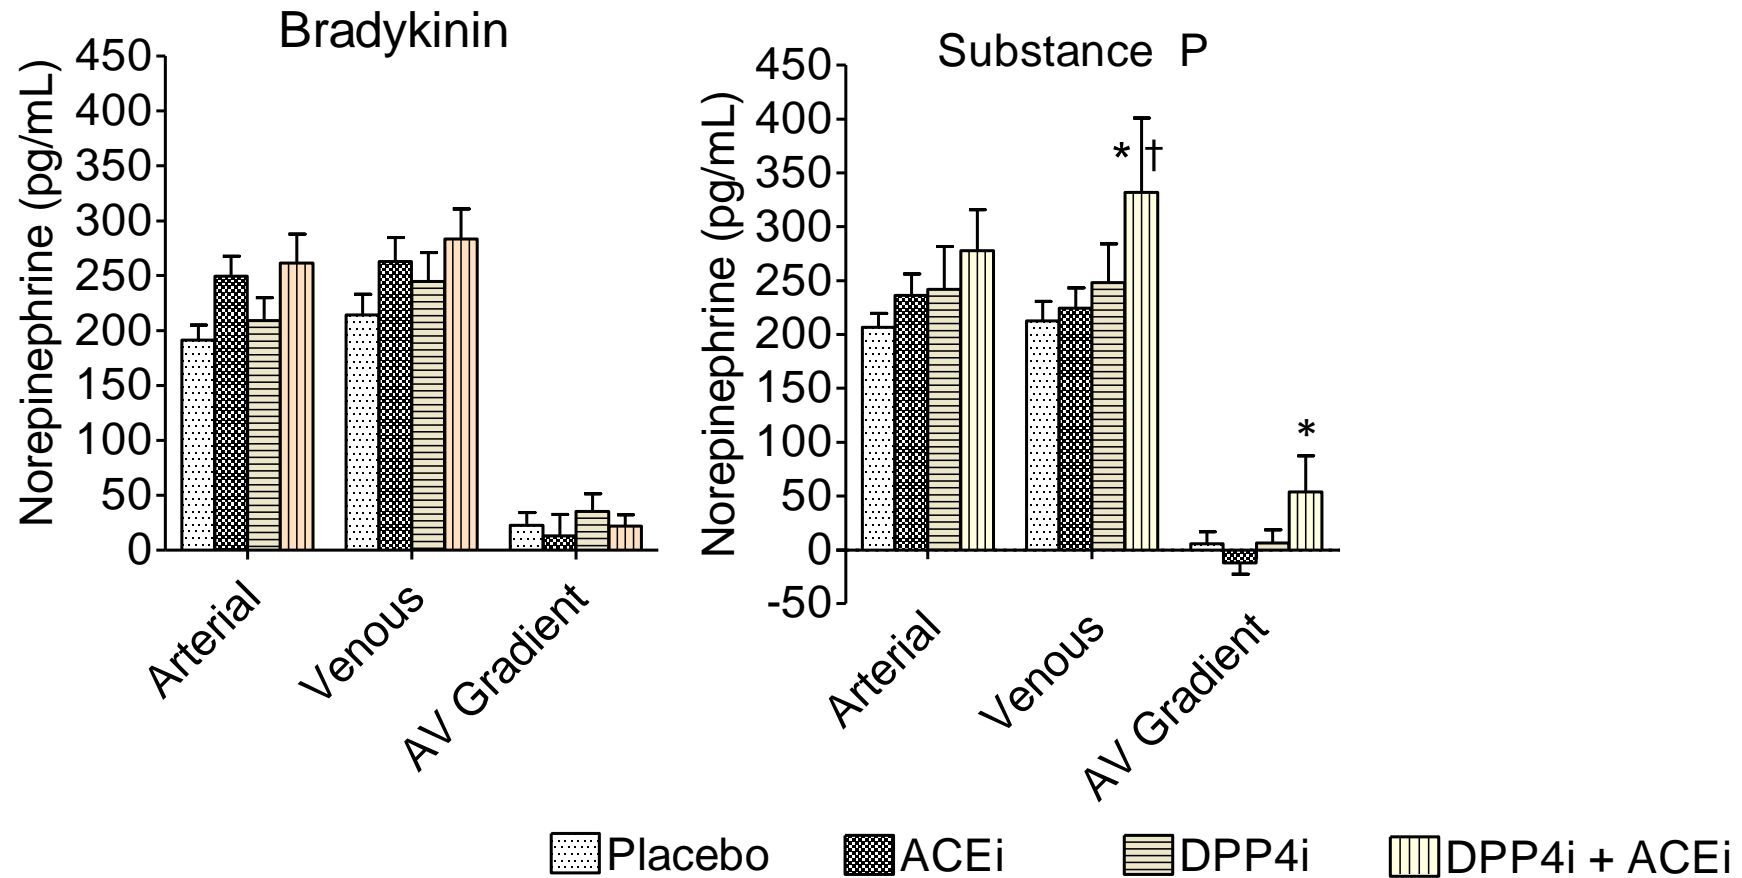 Bradykinin
Norepinephrine (pg/mL)
450
400
350
300
250
200
150
100
50
0
Arterial
Venous
AV Gradient
Substance P
Norepinephrine (pg/mL)
450
400
350
300
250
200
150
100
50
0
-50
* †
*
Arterial
Venous
AV Gradient
Placebo ACEi DPP4i DPP4i + ACEi